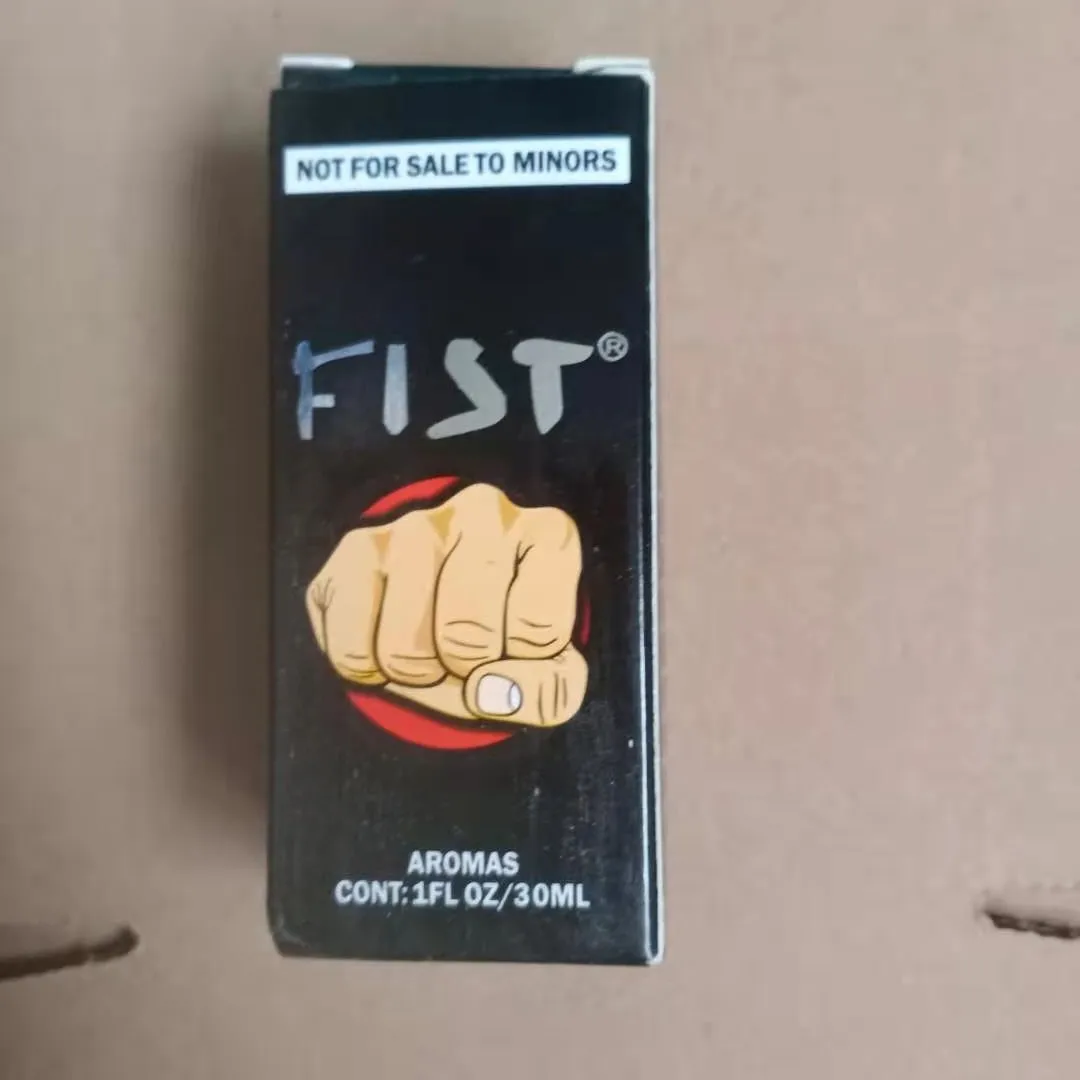 NOT FOR SALE TO MINORS
FIST®
AROMAS
CONT:1FL OZ/30ML